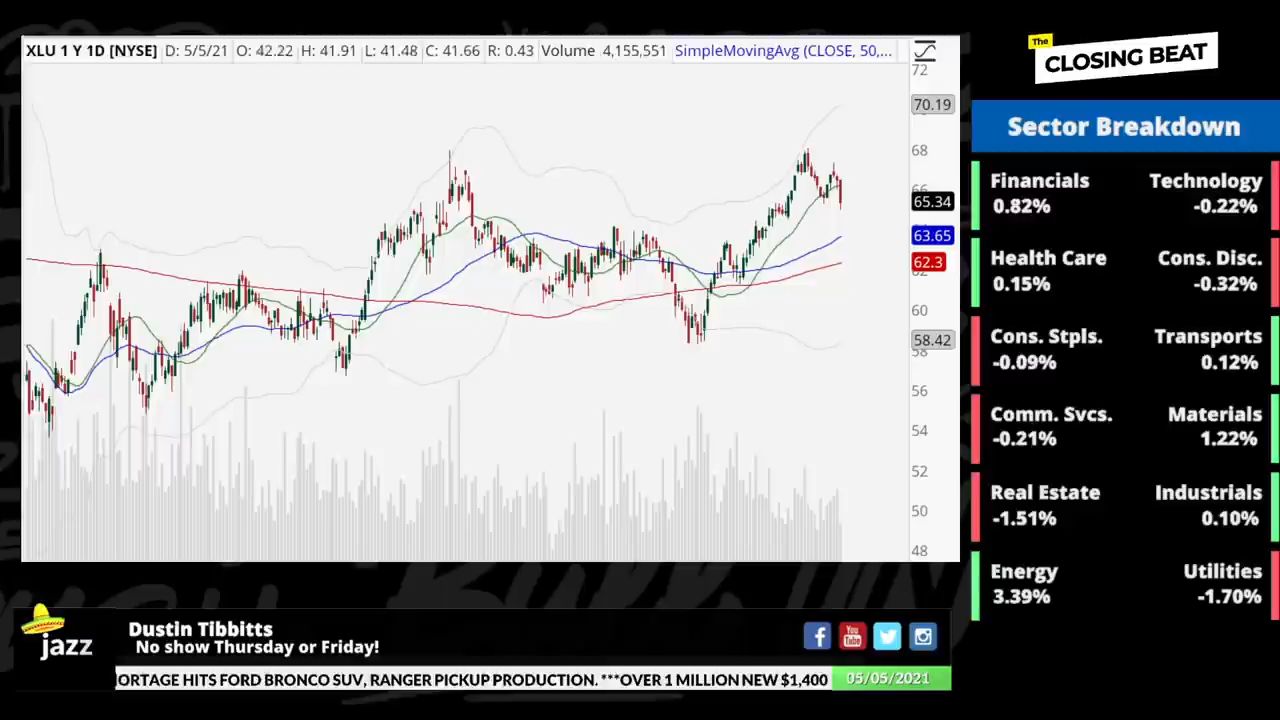 XLU 1 Y 1D [NYSE] D: 5/5/21 O: 42.22 H: 41.91 L: 41.48 C: 41.66 R: 0.43 Volume 4,155,551 SimpleMovingAvg (CLOSE, 50,...
72
70.19
68
66
65.34
63.65
62.3
62
60
58.42
58
56
54
52
50
48
The
CLOSING BEAT
Sector Breakdown
Financials
0.82%
Technology
-0.22%
Health Care
0.15%
Cons. Disc.
-0.32%
Cons. Stpls.
-0.09%
Transports
0.12%
Comm. Svcs.
-0.21%
Materials
1.22%
Real Estate
-1.51%
Industrials
0.10%
Energy
3.39%
Utilities
-1.70%
jazz
Dustin Tibbitts
No show Thursday or Friday!
You
Tube
ORTAGE HITS FORD BRONCO SUV, RANGER PICKUP PRODUCTION. ***OVER 1 MILLION NEW $1,400
05/05/2021